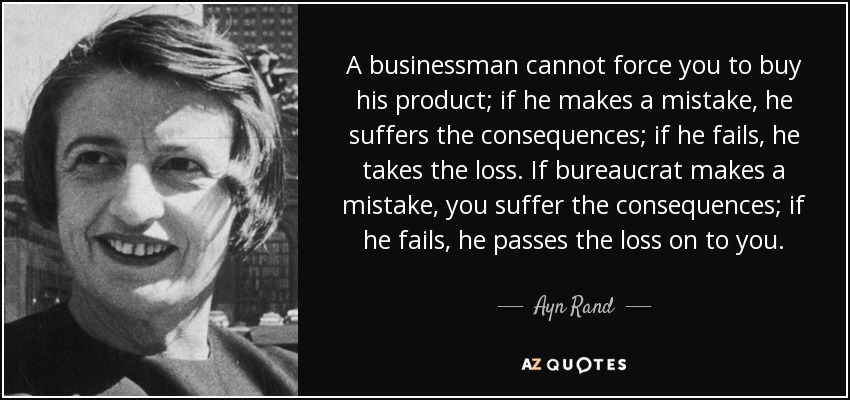 A businessman cannot force you to buy
his product; if he makes a mistake, he
suffers the consequences; if he fails, he
takes the loss. If bureaucrat makes a
mistake, you suffer the consequences; if
he fails, he passes the loss on to you.
Ayn Rand
AZ QUOTES